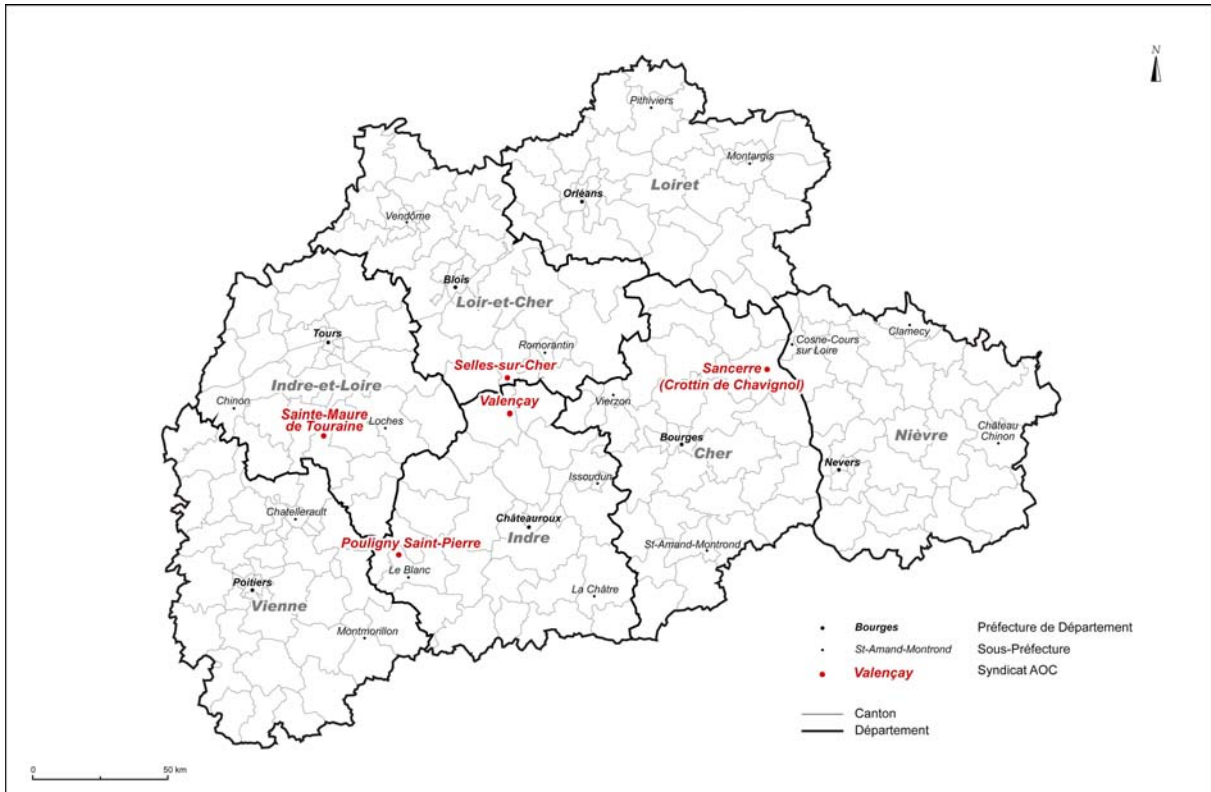 N
Pithiviers
Montargis
Orléans
Loiret
Vendôme
Blois
Loir-et-Cher
Romorantin
Selles-sur-Cher
Tours
Indre-et-Loire
Chinon
Sainte-Maure
de Touraine
Loches
Valençay
Vierzon
Sancerre
(Crottin de Chavignol)
Cosne-Cours
sur Loire
Clamecy
Bourges
Cher
Nièvre
Château
Chinon
Nevers
Issoudun
Châteauroux
Indre
St-Amand-Montrond
La Châtre
Chatellerault
Pouligny Saint-Pierre
Le Blanc
Poitiers
Vienne
Montmorillon
Bourges Préfecture de Département
St-Amand-Montrond Sous-Préfecture
Valençay Syndicat AOC
Canton
Département
0 50 km